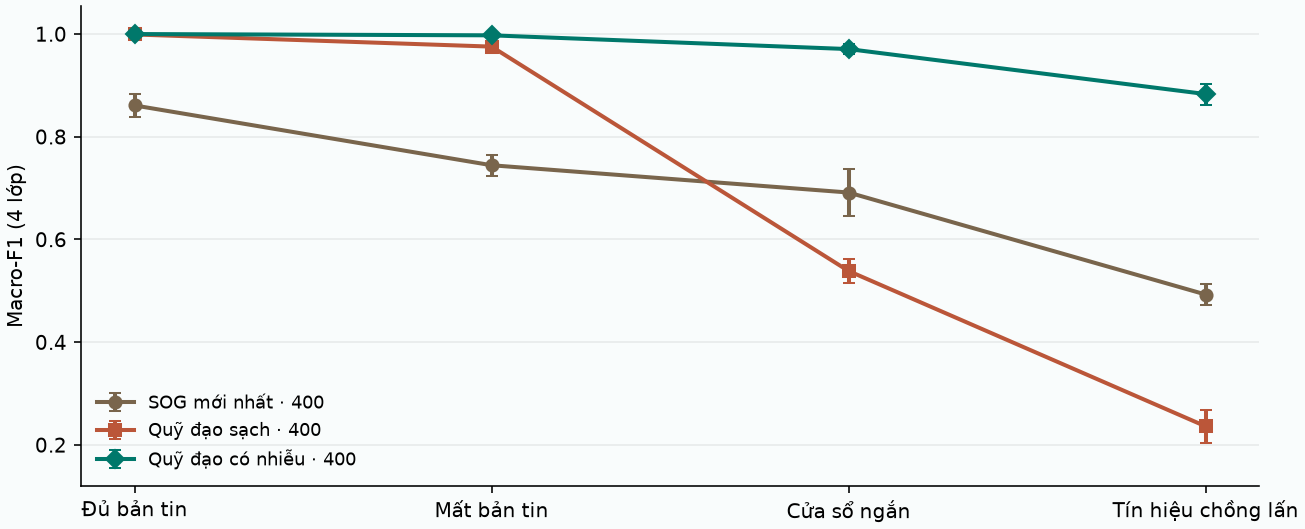 Macro-F1 (4 lớp)
1.0
0.8
0.6
0.4
0.2
SOG mới nhất · 400
Quỹ đạo sạch · 400
Quỹ đạo có nhiễu · 400
Đủ bản tin
Mất bản tin
Cửa sổ ngắn
Tín hiệu chồng lấn